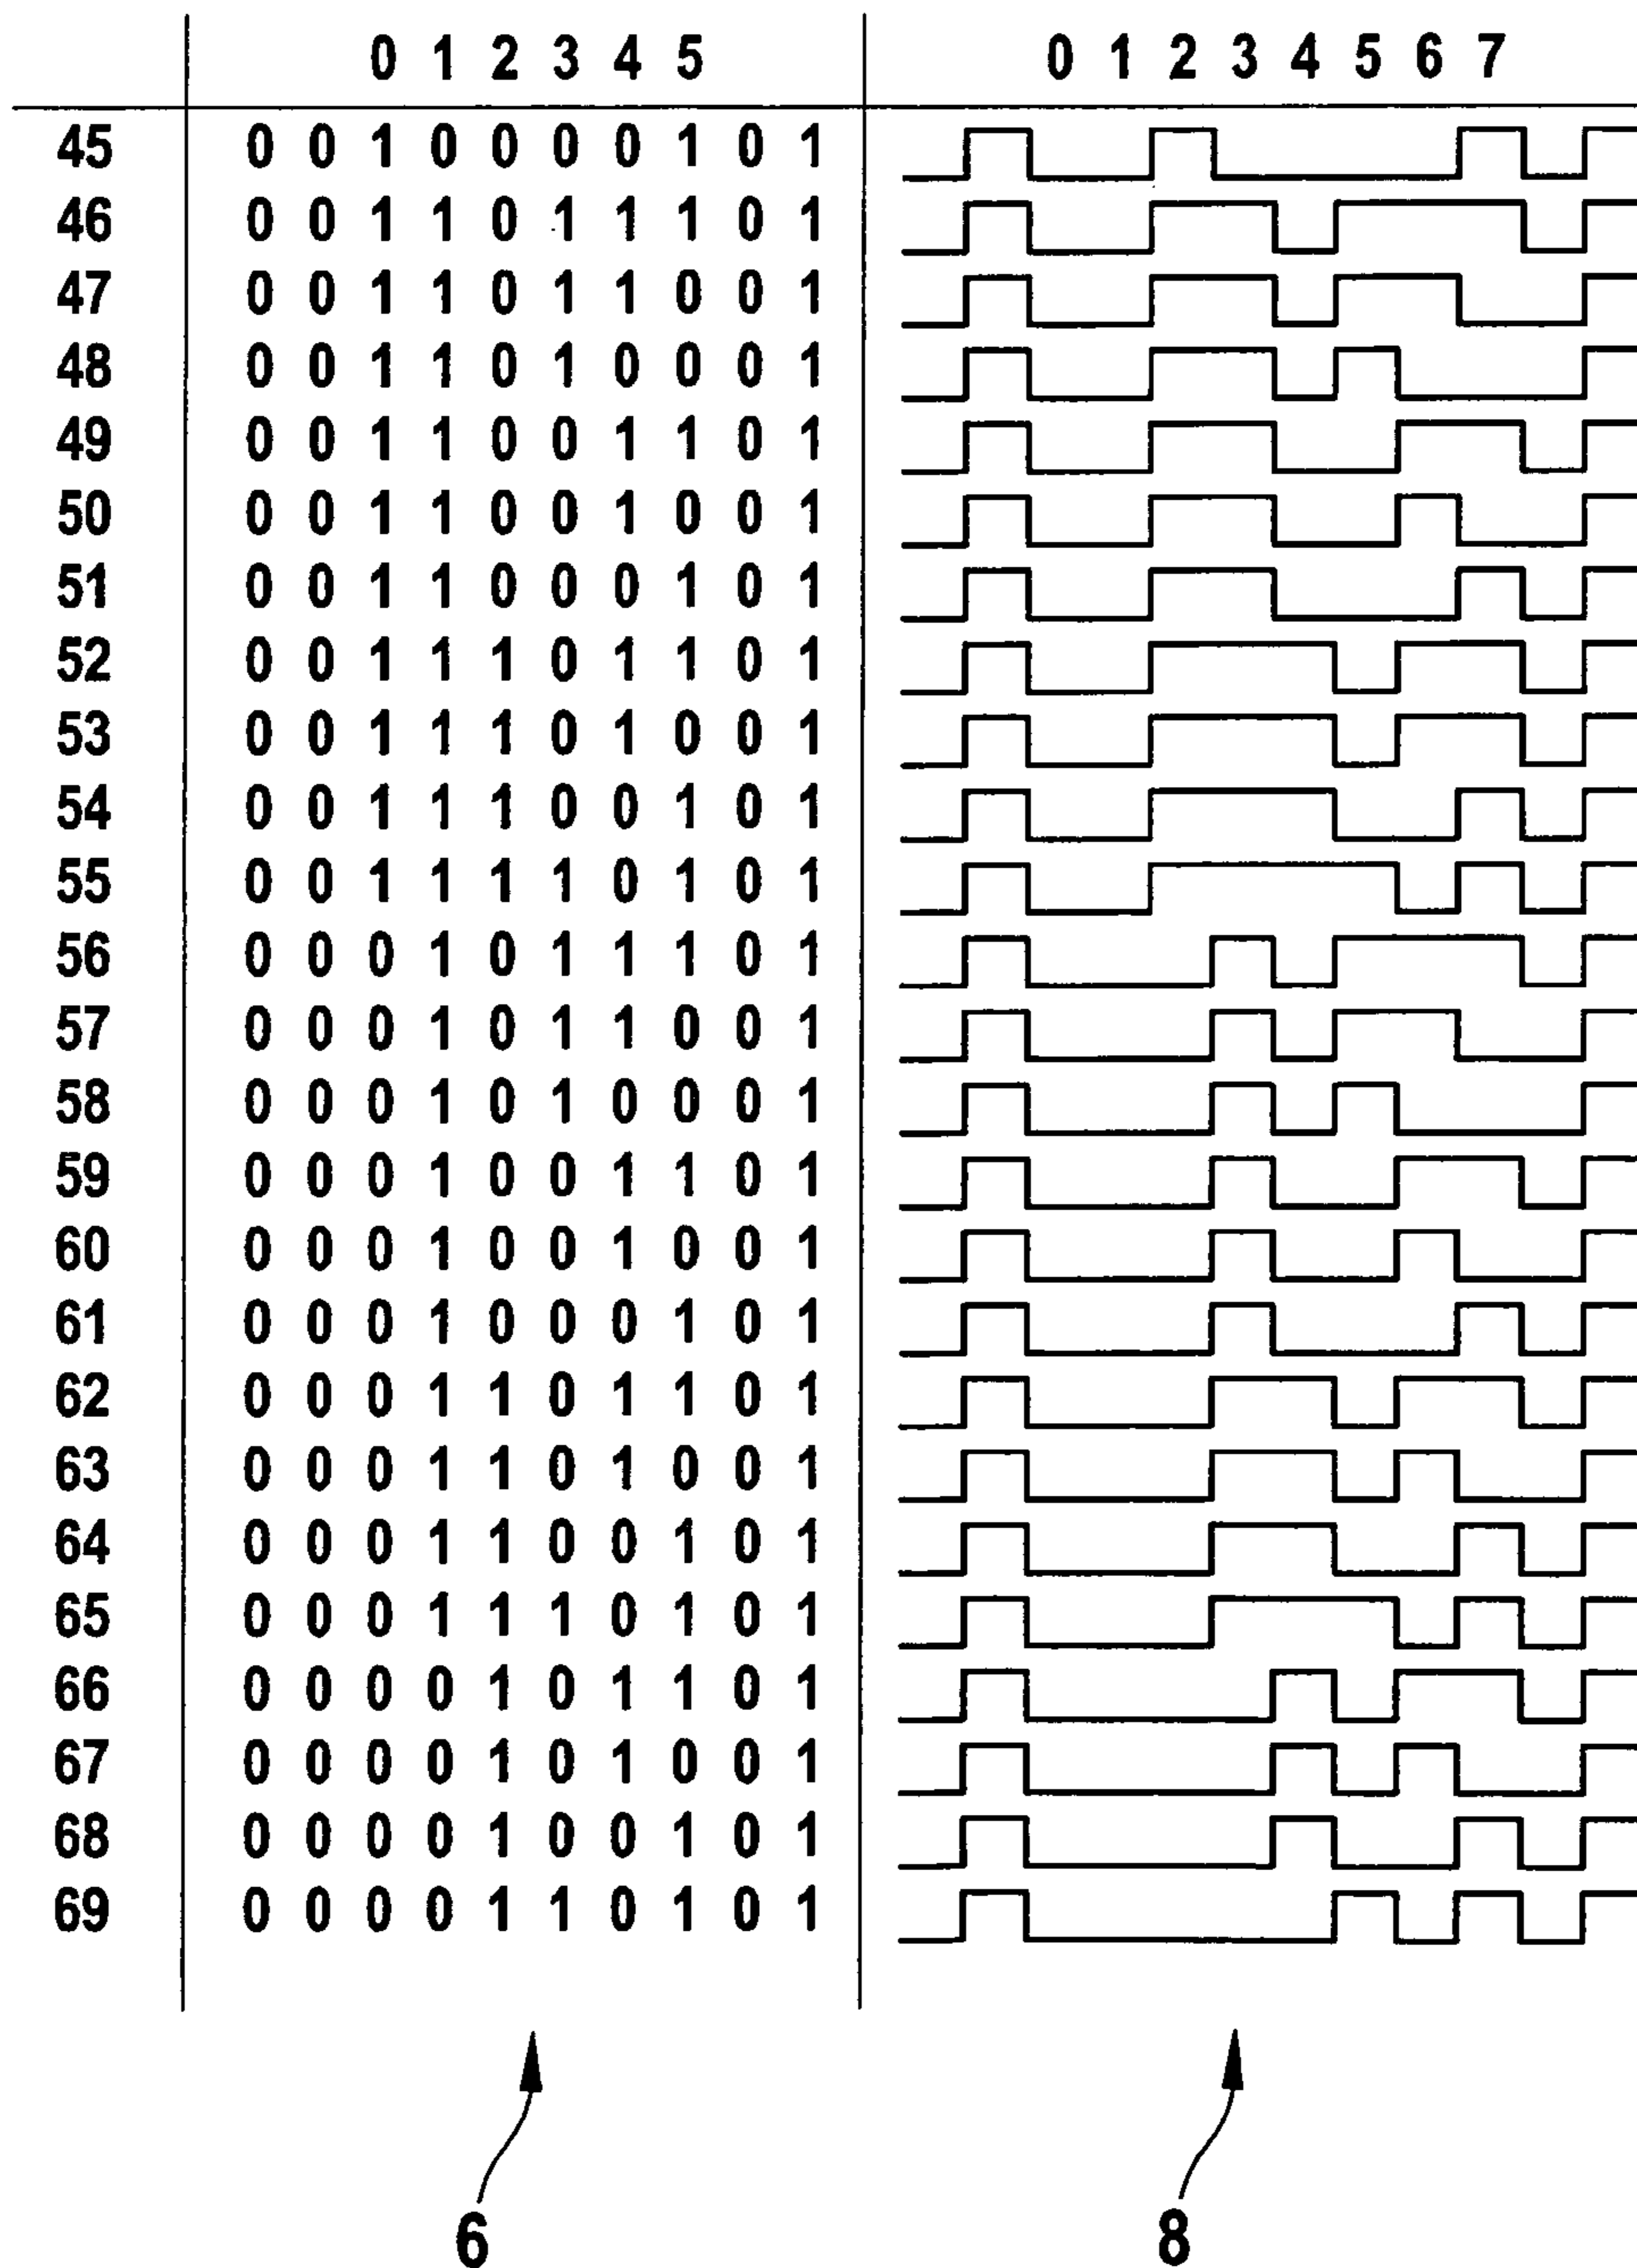 0 1 2 3 4 5 0 1 2 3 4 5 6 7
45 0 0 1 0 0 0 0 1 0 1
46 0 0 1 1 0 1 1 1 0 1
47 0 0 1 1 0 1 1 0 0 1
48 0 0 1 1 0 1 0 0 0 1
49 0 0 1 1 0 0 1 1 0 1
50 0 0 1 1 0 0 1 0 0 1
51 0 0 1 1 0 0 0 1 0 1
52 0 0 1 1 1 0 1 1 0 1
53 0 0 1 1 1 0 1 0 0 1
54 0 0 1 1 1 0 0 1 0 1
55 0 0 1 1 1 1 0 1 0 1
56 0 0 0 1 0 1 1 1 0 1
57 0 0 0 1 0 1 1 0 0 1
58 0 0 0 1 0 1 0 0 0 1
59 0 0 0 1 0 0 1 1 0 1
60 0 0 0 1 0 0 1 0 0 1
61 0 0 0 1 0 0 0 1 0 1
62 0 0 0 1 1 0 1 1 0 1
63 0 0 0 1 1 0 1 0 0 1
64 0 0 0 1 1 0 0 1 0 1
65 0 0 0 1 1 1 0 1 0 1
66 0 0 0 0 1 0 1 1 0 1
67 0 0 0 0 1 0 1 0 0 1
68 0 0 0 0 1 0 0 1 0 1
69 0 0 0 0 1 1 0 1 0 1
6 8